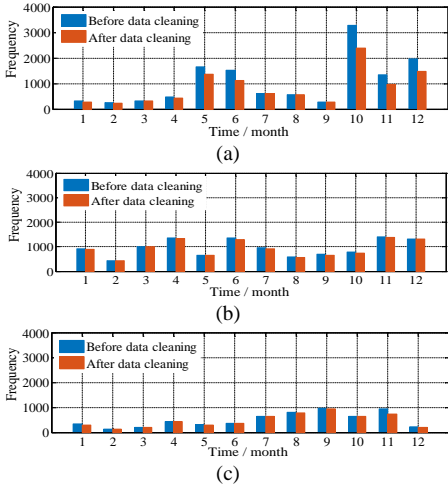 4000
3000
2000
1000
0
Frequency
Before data cleaning
After data cleaning
1 2 3 4 5 6 7 8 9 10 11 12
Time / month
(a)
4000
3000
2000
1000
0
Frequency
Before data cleaning
After data cleaning
1 2 3 4 5 6 7 8 9 10 11 12
Time / month
(b)
4000
3000
2000
1000
0
Frequency
Before data cleaning
After data cleaning
1 2 3 4 5 6 7 8 9 10 11 12
Time / month
(c)